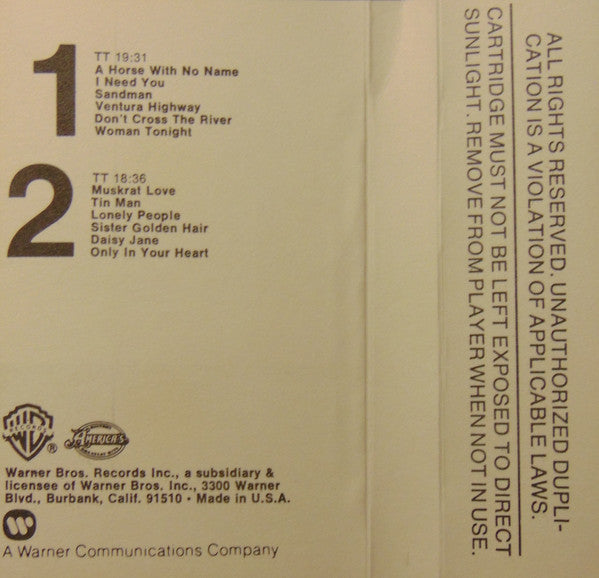 1
TT 19:31
A Horse With No Name
I Need You
Sandman
Ventura Highway
Don't Cross The River
Woman Tonight
2
TT 18:36
Muskrat Love
Tin Man
Lonely People
Sister Golden Hair
Daisy Jane
Only In Your Heart
RECORDS
®
AMERICA'S
Warner Bros. Records Inc., a subsidiary &
licensee of Warner Bros. Inc., 3300 Warner
Blvd., Burbank, Calif. 91510 • Made in U.S.A.
A Warner Communications Company
ALL RIGHTS RESERVED. UNAUTHORIZED DUPLI-
CATION IS A VIOLATION OF APPLICABLE LAWS.
CARTRIDGE MUST NOT BE LEFT EXPOSED TO DIRECT
SUNLIGHT. REMOVE FROM PLAYER WHEN NOT IN USE.